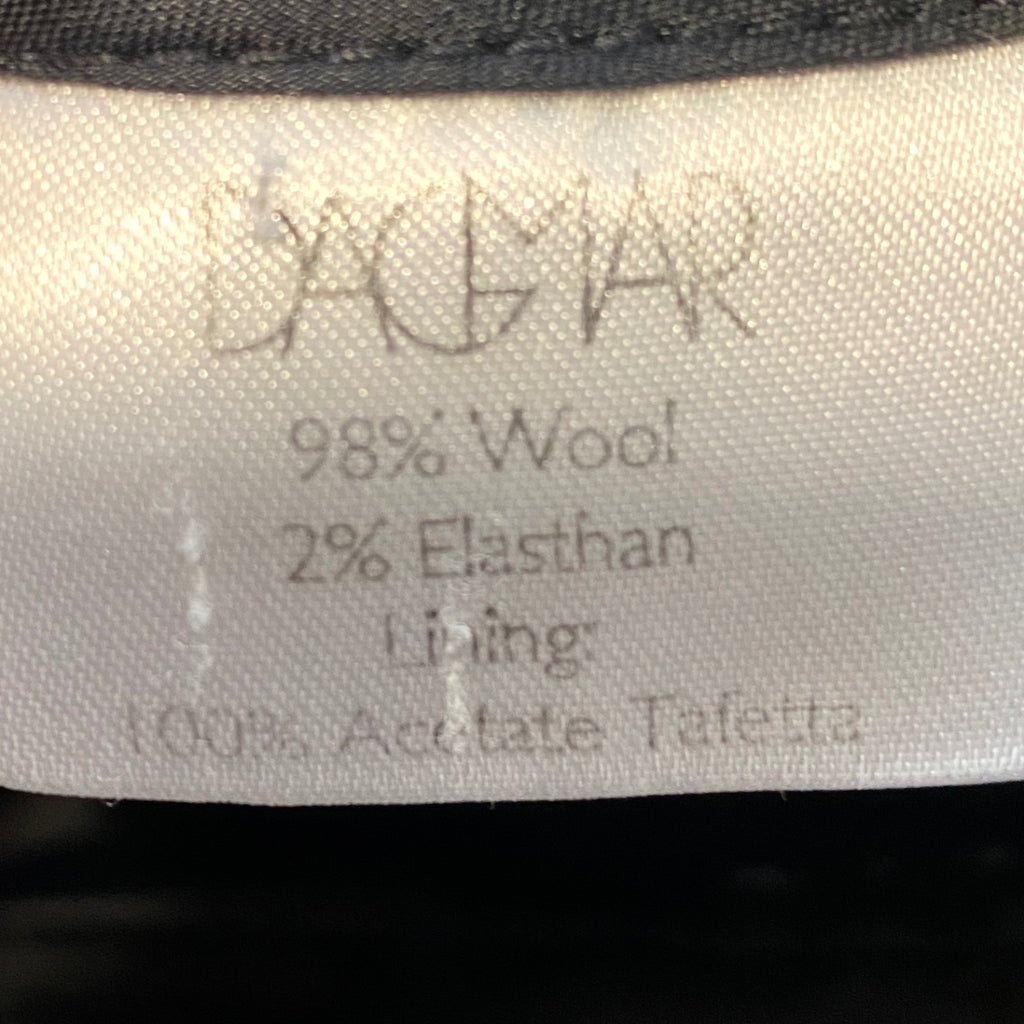 DAGMAR
98% Wool
2% Elasthan
Lining:
100% Acetate Tafetta